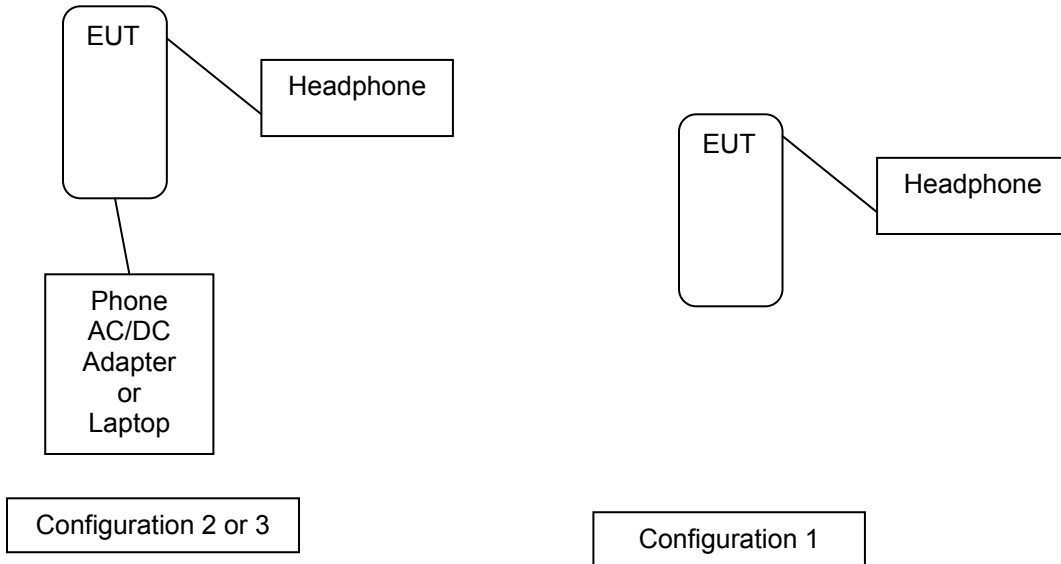 EUT
Headphone
Phone
AC/DC
Adapter
or
Laptop
Configuration 2 or 3
EUT
Headphone
Configuration 1